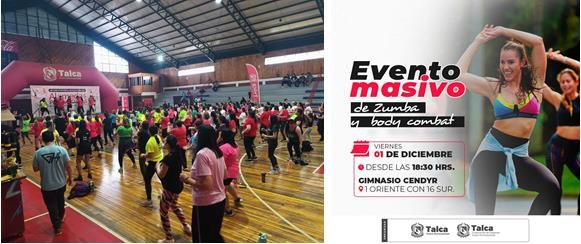 Talca
Evento
masivo
de Zumba
y body combat
VIERNES
01 DE DICIEMBRE
DESDE LAS 18:30 HRS.
GIMNASIO CENDYR
1 ORIENTE CON 16 SUR.
Talca
Talca